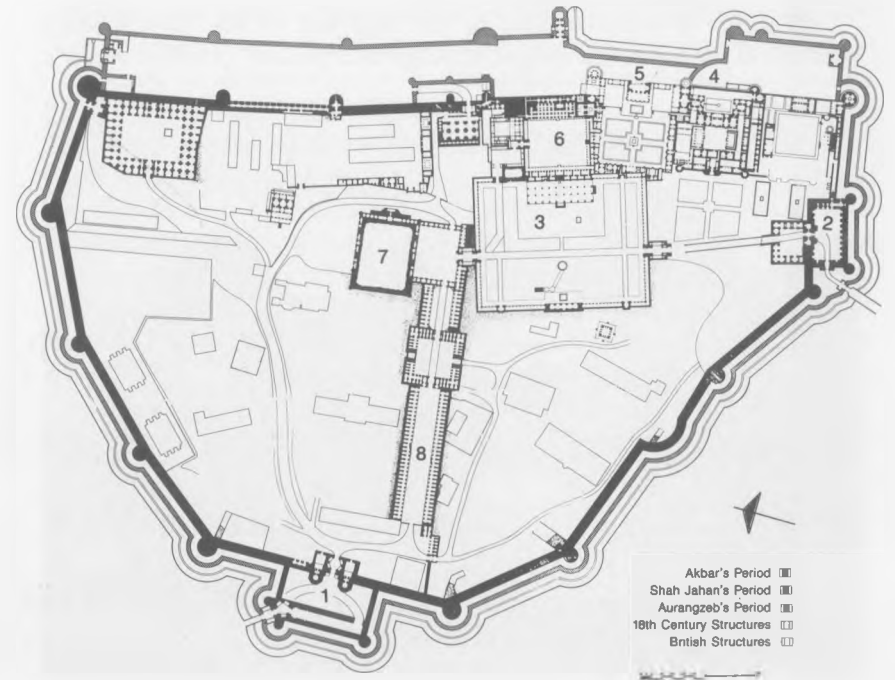 5
4
6
3
2
7
8
1
Akbar's Period
Shah Jahan's Period
Aurangzeb's Period
18th Century Structures
British Structures